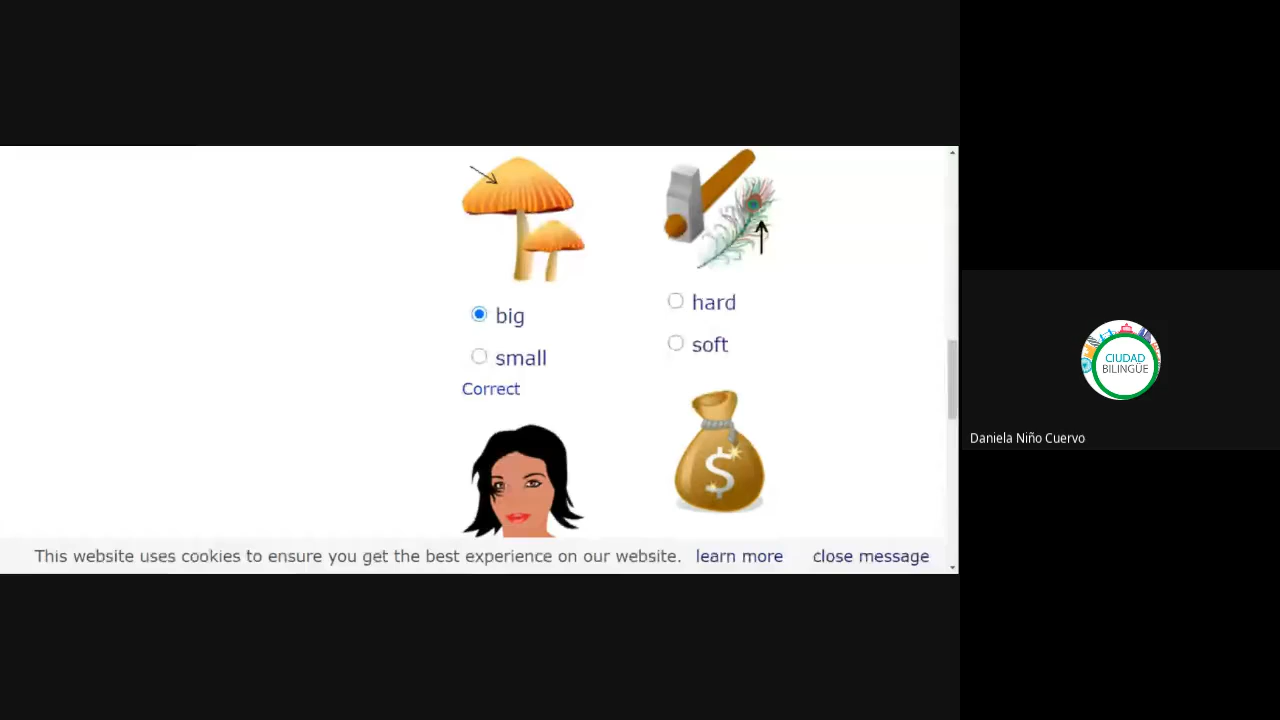 big
small
Correct
hard
soft
$
This website uses cookies to ensure you get the best experience on our website. learn more close message
CIUDAD
BILINGÜE
Daniela Niño Cuervo